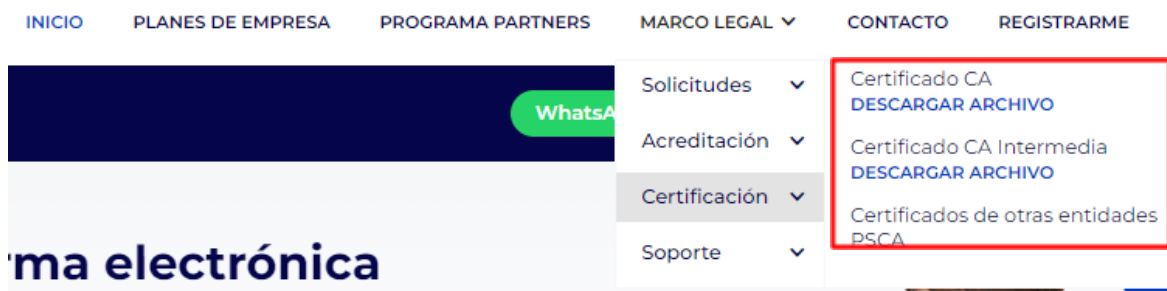 INICIO PLANES DE EMPRESA PROGRAMA PARTNERS MARCO LEGAL CONTACTO REGISTRARME
Solicitudes
Acreditación
Certificación
Soporte
Certificado CA
DESCARGAR ARCHIVO
Certificado CA Intermedia
DESCARGAR ARCHIVO
Certificados de otras entidades
PSCA
WhatsA
rma electrónica